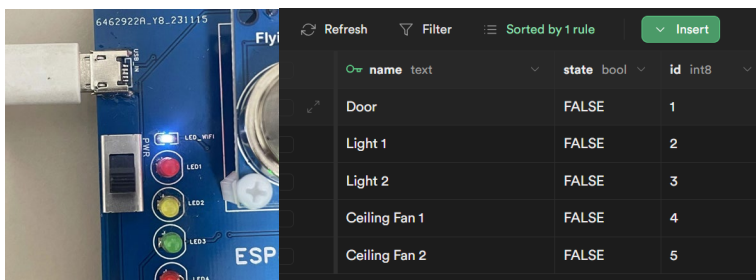 6462922A_Y8_231115
Flyi
USB_IN
PWR
LED_WIFI
LED1
LED2
LED3
LED4
ESP
Refresh Filter Sorted by 1 rule Insert
name text state bool id int8
Door FALSE 1
Light 1 FALSE 2
Light 2 FALSE 3
Ceiling Fan 1 FALSE 4
Ceiling Fan 2 FALSE 5